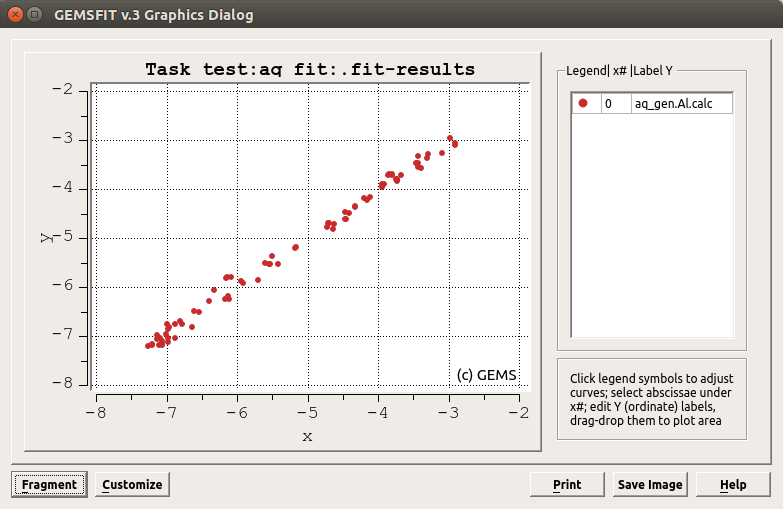 GEMSFIT v.3 Graphics Dialog
Task test:aq fit:.fit-results
-2
-3
-4
-5
-6
-7
-8
y
(c) GEMS
-8 -7 -6 -5 -4 -3 -2
x
Legend| x# |Label Y
0 aq_gen.Al.calc
Click legend symbols to adjust
curves; select abscissae under
x#; edit Y (ordinate) labels,
drag-drop them to plot area
Fragment
Customize
Print
Save Image
Help